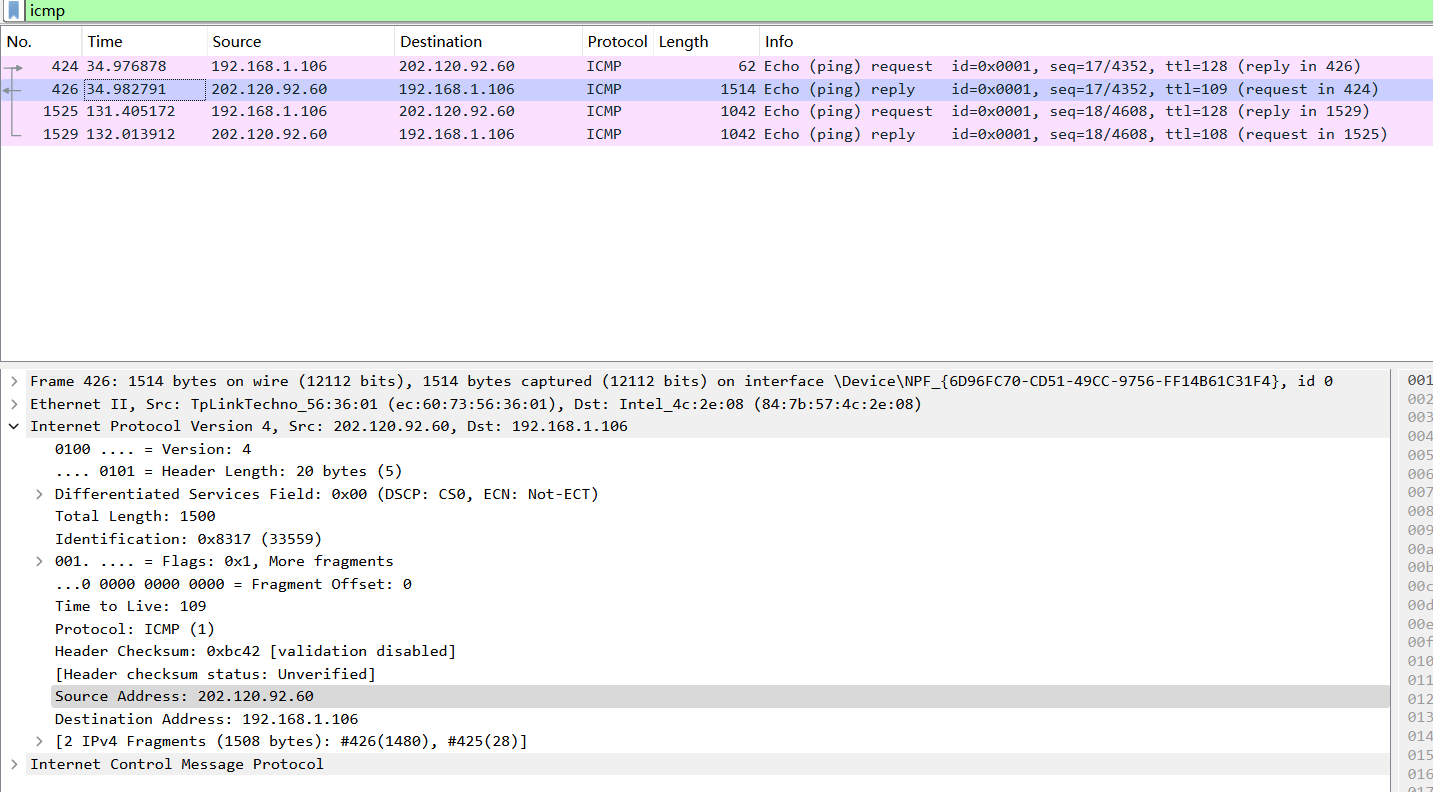 icmp
No. Time Source Destination Protocol Length Info
424 34.976878 192.168.1.106 202.120.92.60 ICMP 62 Echo (ping) request id=0x0001, seq=17/4352, ttl=128 (reply in 426)
426 34.982791 202.120.92.60 192.168.1.106 ICMP 1514 Echo (ping) reply id=0x0001, seq=17/4352, ttl=109 (request in 424)
1525 131.405172 192.168.1.106 202.120.92.60 ICMP 1042 Echo (ping) request id=0x0001, seq=18/4608, ttl=128 (reply in 1529)
1529 132.013912 202.120.92.60 192.168.1.106 ICMP 1042 Echo (ping) reply id=0x0001, seq=18/4608, ttl=108 (request in 1525)
Frame 426: 1514 bytes on wire (12112 bits), 1514 bytes captured (12112 bits) on interface \Device\NPF_{6D96FC70-CD51-49CC-9756-FF14B61C31F4}, id 0
Ethernet II, Src: TpLinkTechno_56:36:01 (ec:60:73:56:36:01), Dst: Intel_4c:2e:08 (84:7b:57:4c:2e:08)
Internet Protocol Version 4, Src: 202.120.92.60, Dst: 192.168.1.106
0100 .... = Version: 4
.... 0101 = Header Length: 20 bytes (5)
Differentiated Services Field: 0x00 (DSCP: CS0, ECN: Not-ECT)
Total Length: 1500
Identification: 0x8317 (33559)
001. .... = Flags: 0x1, More fragments
...0 0000 0000 0000 = Fragment Offset: 0
Time to Live: 109
Protocol: ICMP (1)
Header Checksum: 0xbc42 [validation disabled]
[Header checksum status: Unverified]
Source Address: 202.120.92.60
Destination Address: 192.168.1.106
[2 IPv4 Fragments (1508 bytes): #426(1480), #425(28)]
Internet Control Message Protocol
001
002
003
004
005
006
007
008
009
00a
00b
00c
00d
00e
00f
010
011
012
013
014
015
016